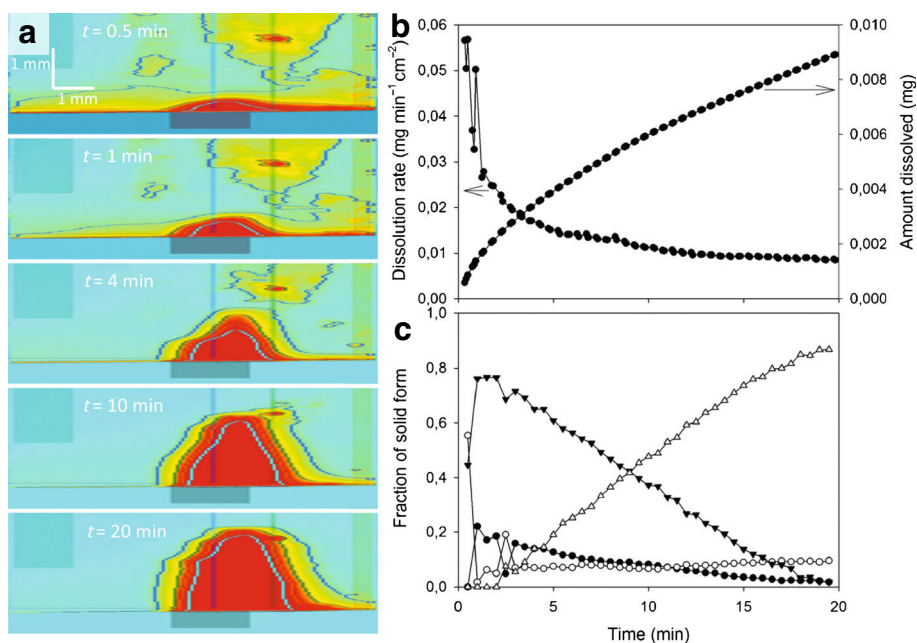 a
t = 0.5 min
1 mm
1 mm
t = 1 min
t = 4 min
t = 10 min
t = 20 min
b
Dissolution rate (mg min⁻¹ cm⁻²)
0,06
0,05
0,04
0,03
0,02
0,01
0,00
0,010
0,008
0,006
0,004
0,002
0,000
Amount dissolved (mg)
c
Fraction of solid form
1,0
0,8
0,6
0,4
0,2
0,0
0
5
10
15
20
Time (min)